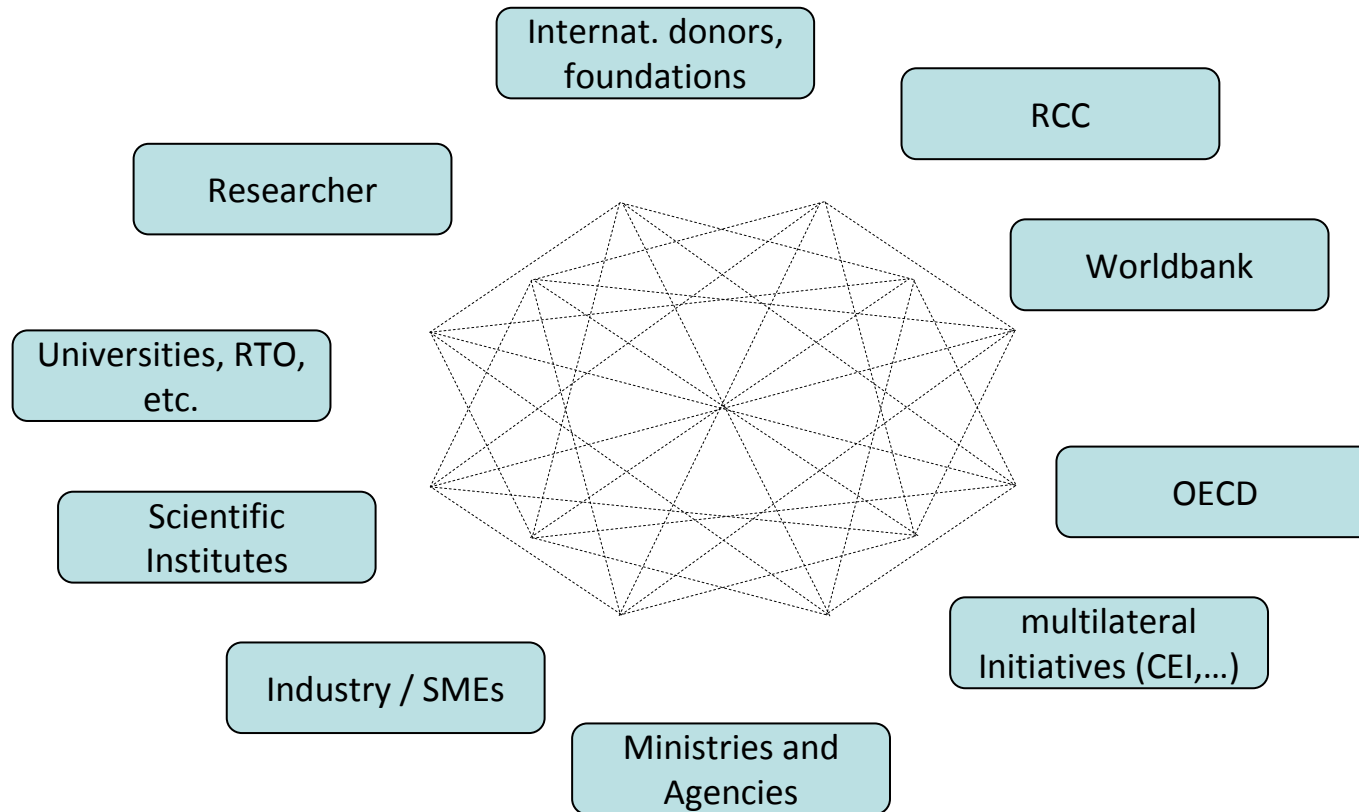 Internat. donors,
foundations
RCC
Researcher
Worldbank
Universities, RTO,
etc.
OECD
Scientific
Institutes
multilateral
Initiatives (CEI,...)
Industry / SMEs
Ministries and
Agencies